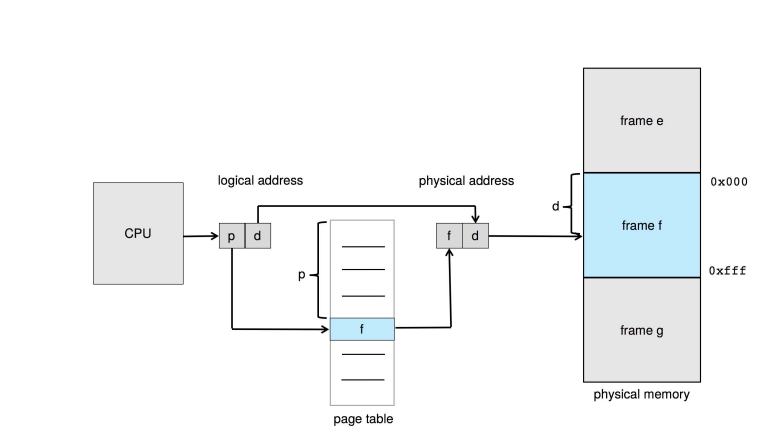 frame e
logical address
physical address
0x000
CPU
p
d
f
d
d
frame f
p
0xfff
f
frame g
physical memory
page table